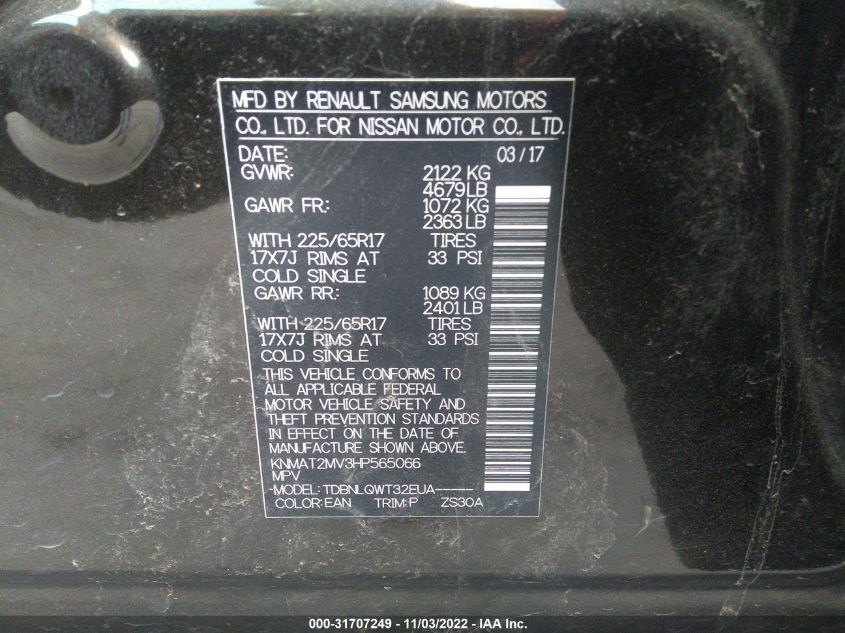 MFD BY RENAULT SAMSUNG MOTORS
CO., LTD. FOR NISSAN MOTOR CO., LTD.
DATE: 03/17
GVWR: 2122 KG
4679LB
GAWR FR: 1072 KG
2363LB
WITH 225/65R17 TIRES
17X7J RIMS AT 33 PSI
COLD SINGLE
GAWR RR: 1089 KG
2401LB
WITH 225/65R17 TIRES
17X7J RIMS AT 33 PSI
COLD SINGLE
THIS VEHICLE CONFORMS TO
ALL APPLICABLE FEDERAL
MOTOR VEHICLE SAFETY AND
THEFT PREVENTION STANDARDS
IN EFFECT ON THE DATE OF
MANUFACTURE SHOWN ABOVE.
KNMAT2MV3HP565066
MPV
MODEL:TDBNLQWT32EUA-----
COLOR:EAN TRIM:P ZS30A
000-31707249 - 11/03/2022 - IAA Inc.